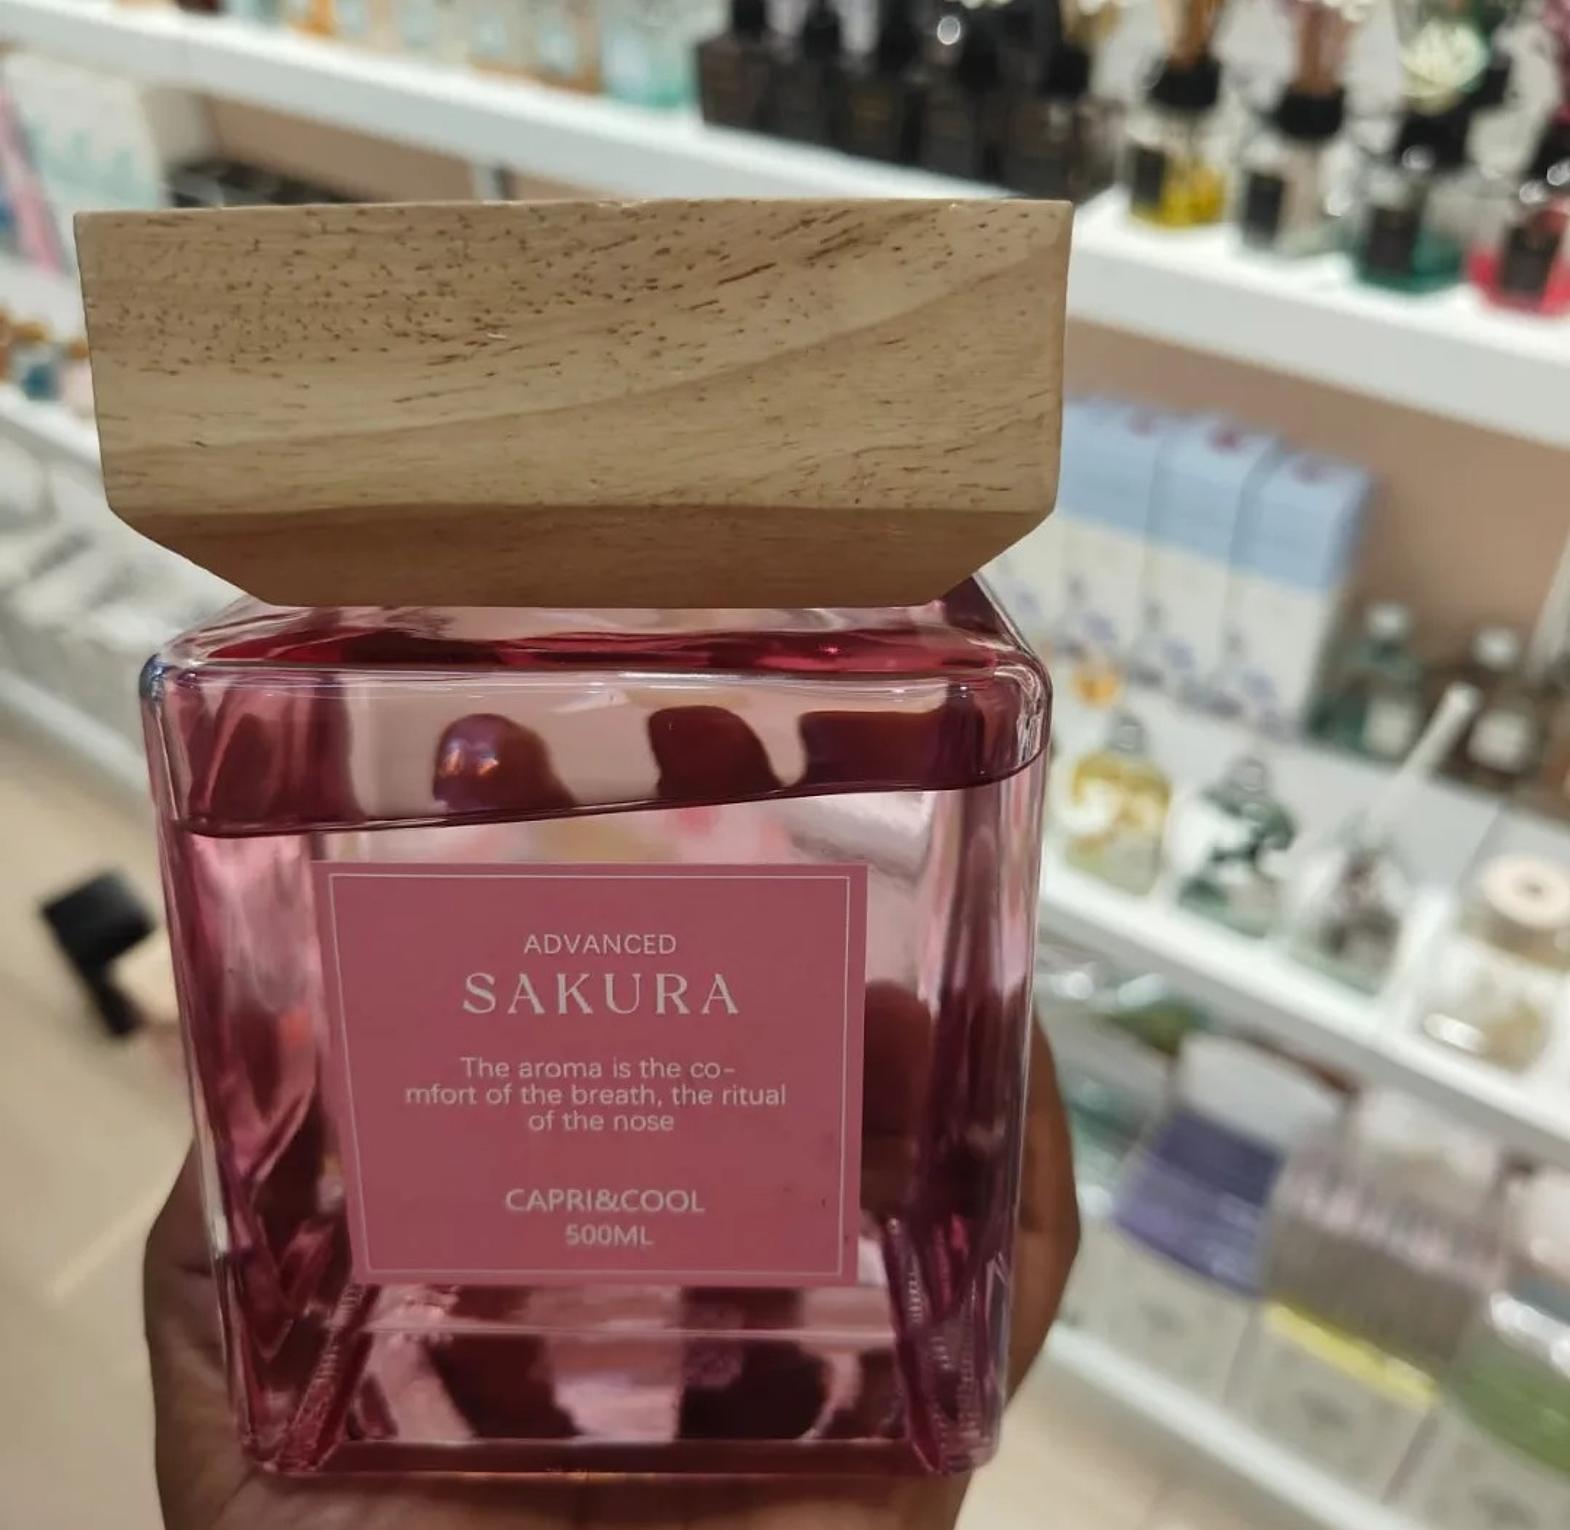 ADVANCED
SAKURA
The aroma is the co-
mfort of the breath, the ritual
of the nose
CAPRI&COOL
500ML